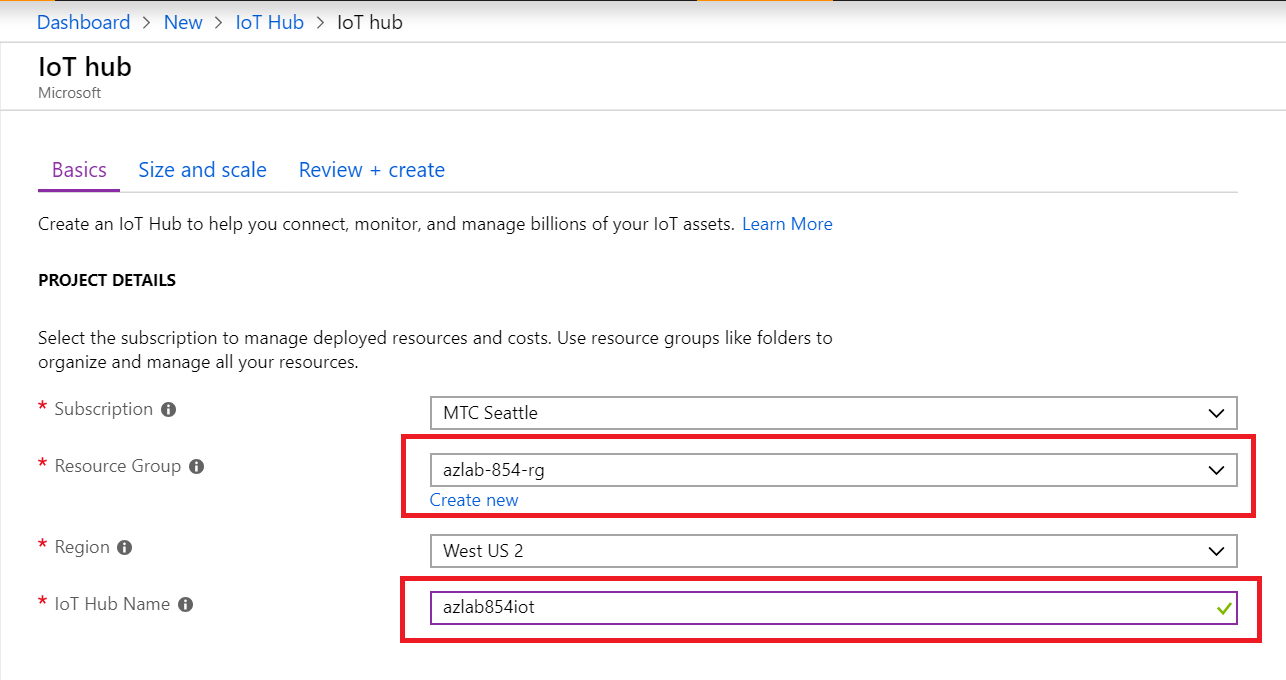 Dashboard > New > IoT Hub > IoT hub
IoT hub
Microsoft
Basics Size and scale Review + create
Create an IoT Hub to help you connect, monitor, and manage billions of your IoT assets. Learn More
PROJECT DETAILS
Select the subscription to manage deployed resources and costs. Use resource groups like folders to
organize and manage all your resources.
* Subscription MTC Seattle
* Resource Group azlab-854-rg
Create new
* Region West US 2
* IoT Hub Name azlab854iot